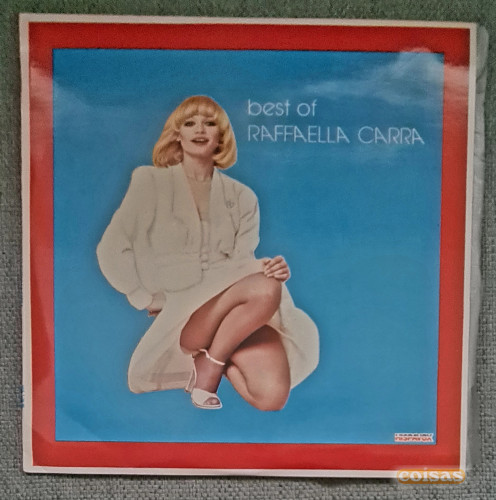 best of
RAFFAELLA CARRA
coisas